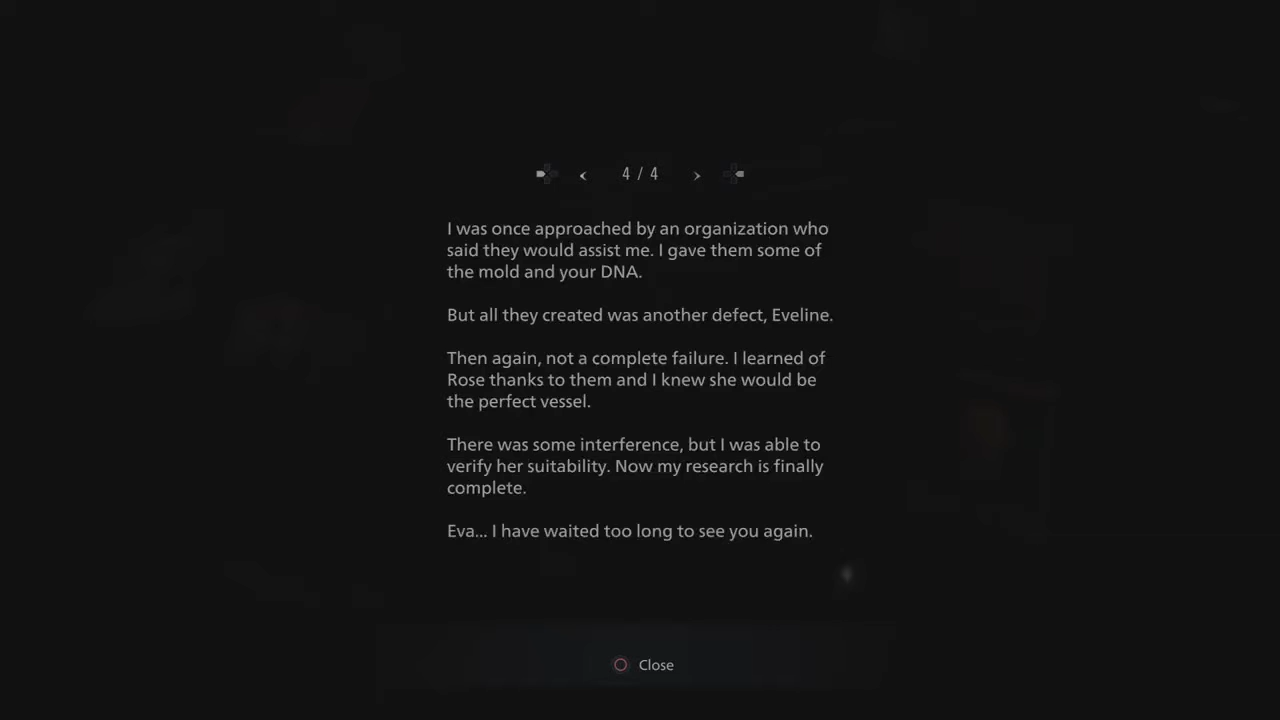 4 / 4
I was once approached by an organization who
said they would assist me. I gave them some of
the mold and your DNA.
But all they created was another defect, Eveline.
Then again, not a complete failure. I learned of
Rose thanks to them and I knew she would be
the perfect vessel.
There was some interference, but I was able to
verify her suitability. Now my research is finally
complete.
Eva... I have waited too long to see you again.
Close